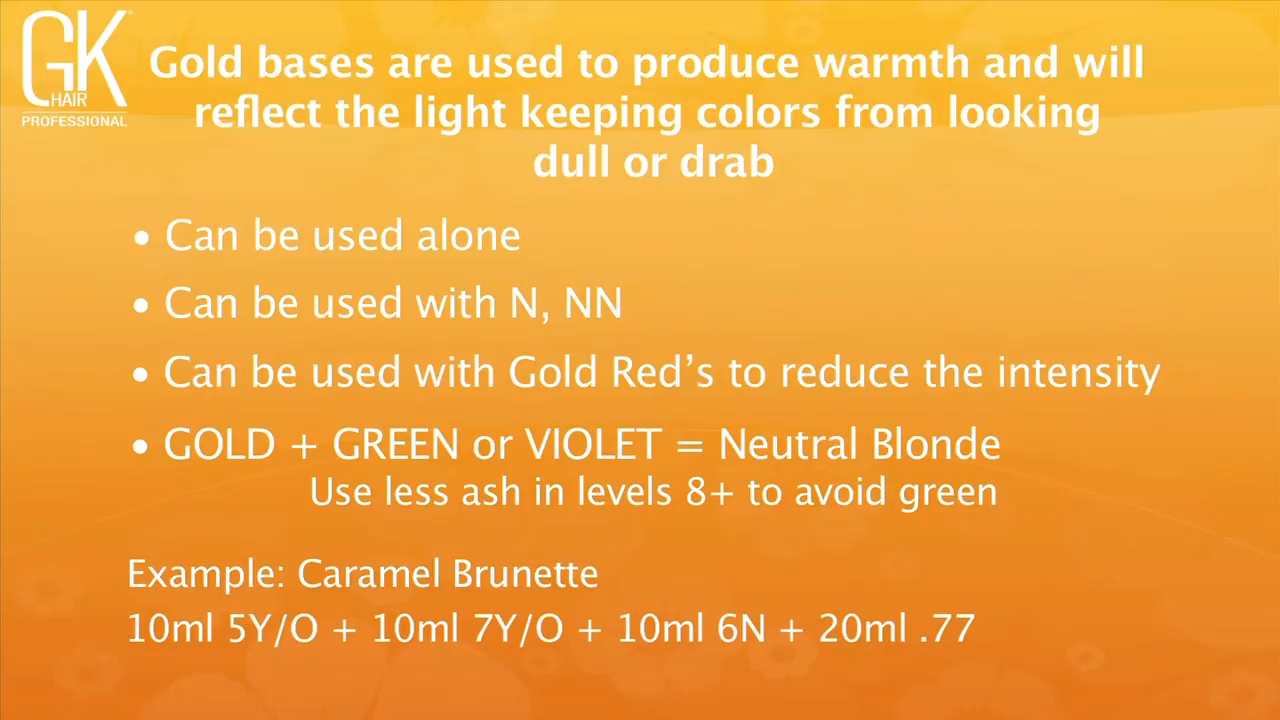 GK
HAIR
PROFESSIONAL
Gold bases are used to produce warmth and will
reflect the light keeping colors from looking
dull or drab
• Can be used alone
• Can be used with N, NN
• Can be used with Gold Red’s to reduce the intensity
• GOLD + GREEN or VIOLET = Neutral Blonde
Use less ash in levels 8+ to avoid green
Example: Caramel Brunette
10ml 5Y/O + 10ml 7Y/O + 10ml 6N + 20ml .77